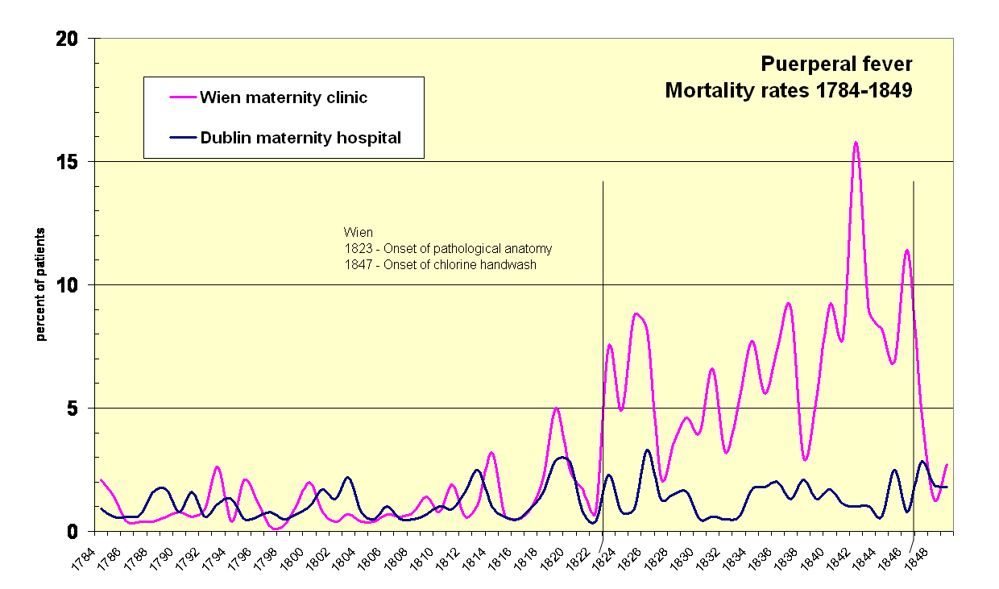 Puerperal fever
Mortality rates 1784-1849
Wien maternity clinic
Dublin maternity hospital
Wien
1823 - Onset of pathological anatomy
1847 - Onset of chlorine handwash
percent of patients
20
15
10
5
0
1784 1786 1788 1790 1792 1794 1796 1798 1800 1802 1804 1806 1808 1810 1812 1814 1816 1818 1820 1822 1824 1826 1828 1830 1832 1834 1836 1838 1840 1842 1844 1846 1848